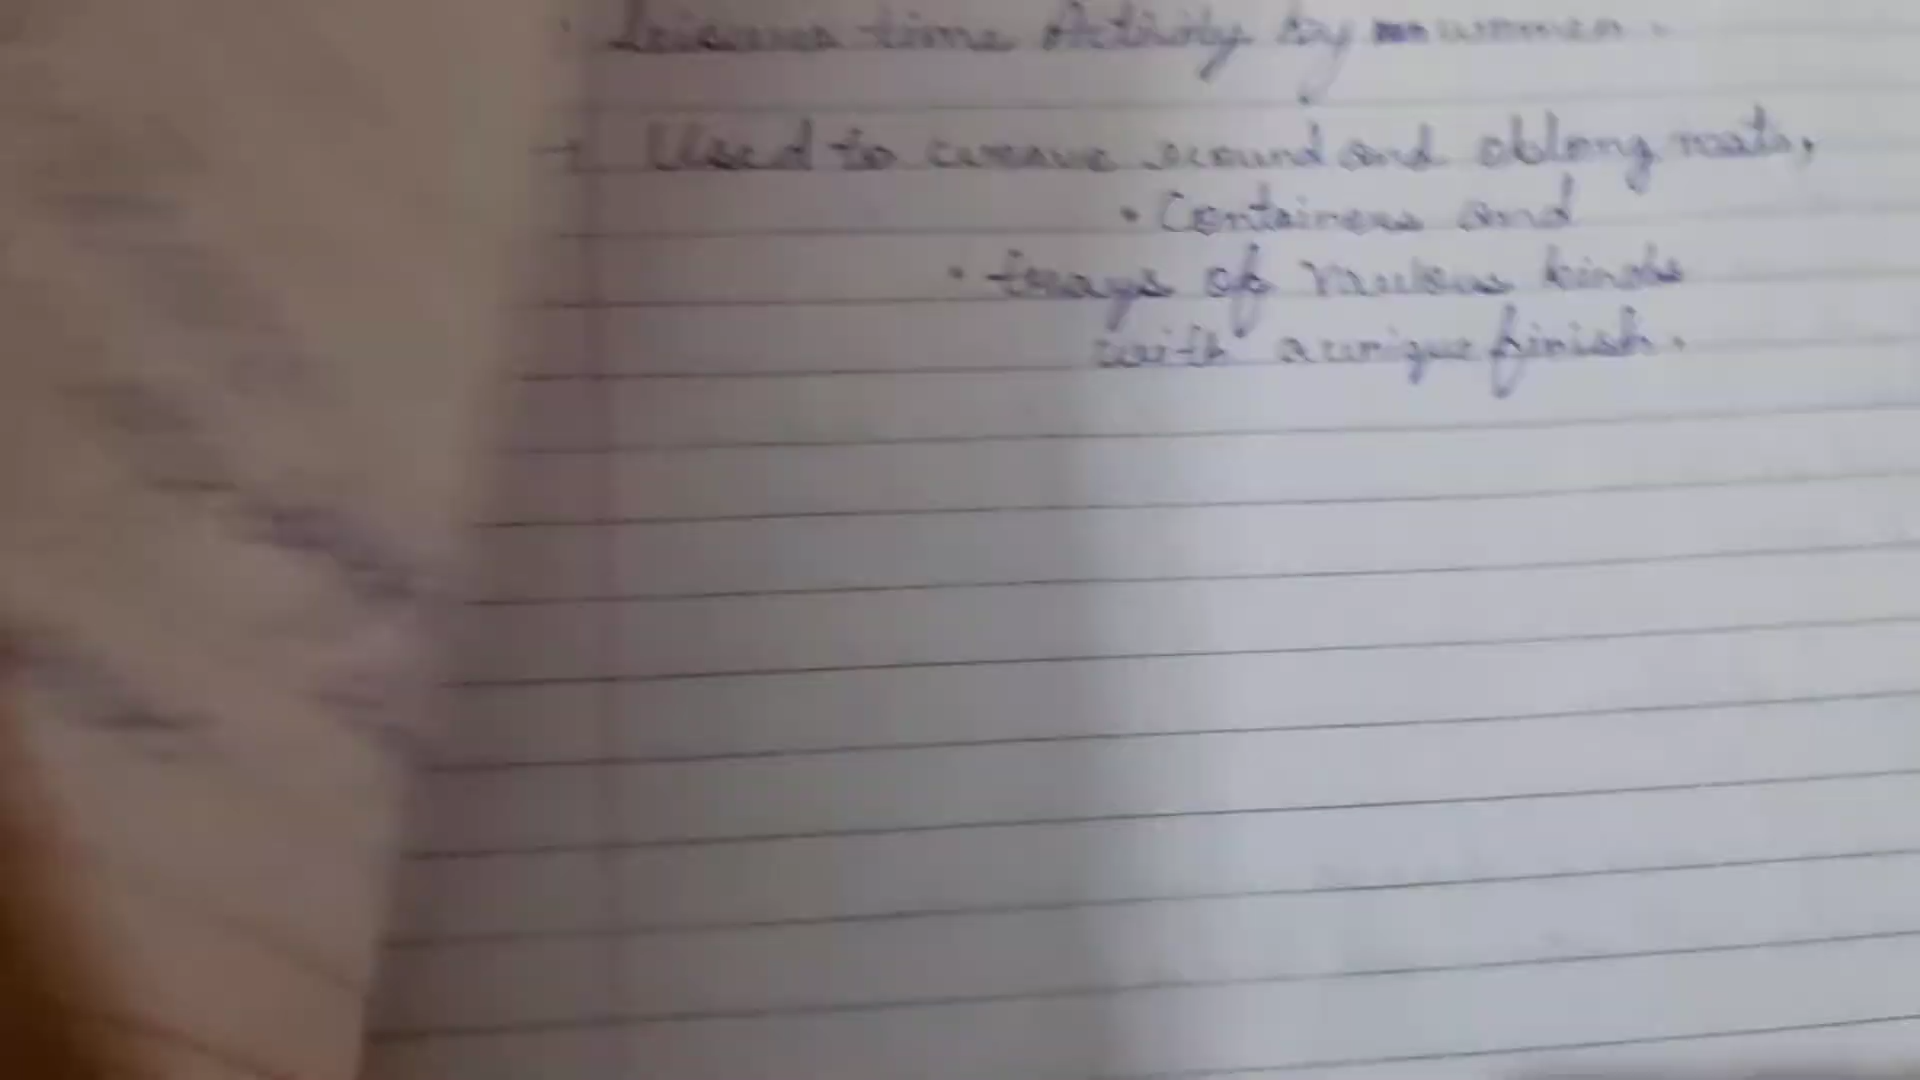 · Leisure time Activity by women.
→ Used to weave round and oblong mats,
· Containers and
· trays of various kinds
with a unique finish.